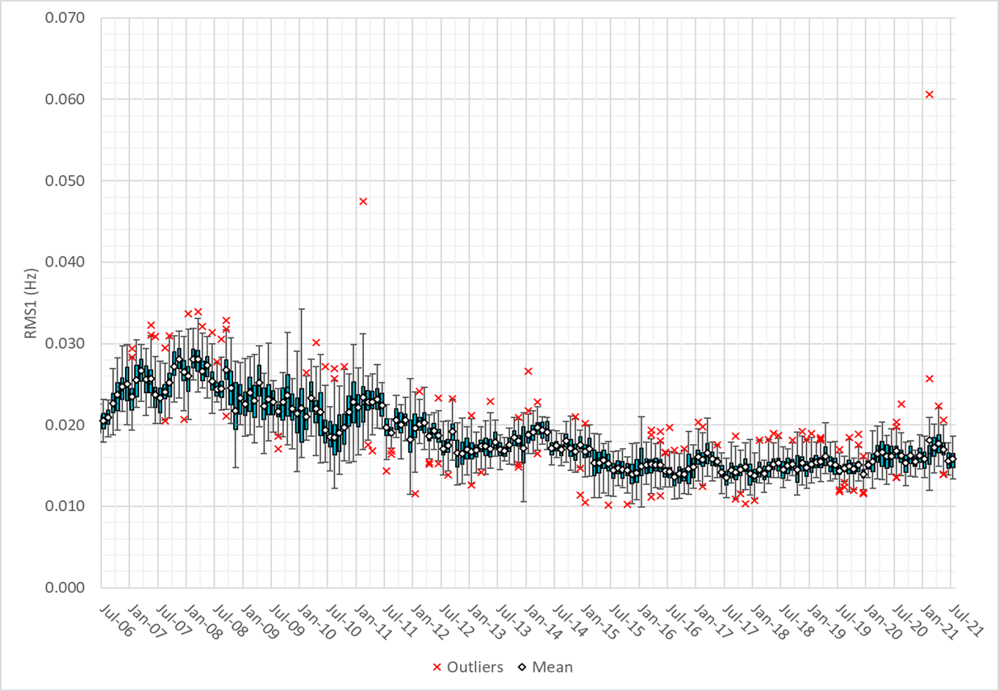 0.070
0.060
0.050
0.040
0.030
0.020
0.010
0.000
RMS1 (Hz)
Jul-06
Jan-07
Jul-07
Jan-08
Jul-08
Jan-09
Jul-09
Jan-10
Jul-10
Jan-11
Jul-11
Jan-12
Jul-12
Jan-13
Jul-13
Jan-14
Jul-14
Jan-15
Jul-15
Jan-16
Jul-16
Jan-17
Jul-17
Jan-18
Jul-18
Jan-19
Jul-19
Jan-20
Jul-20
Jan-21
Jul-21
Outliers Mean